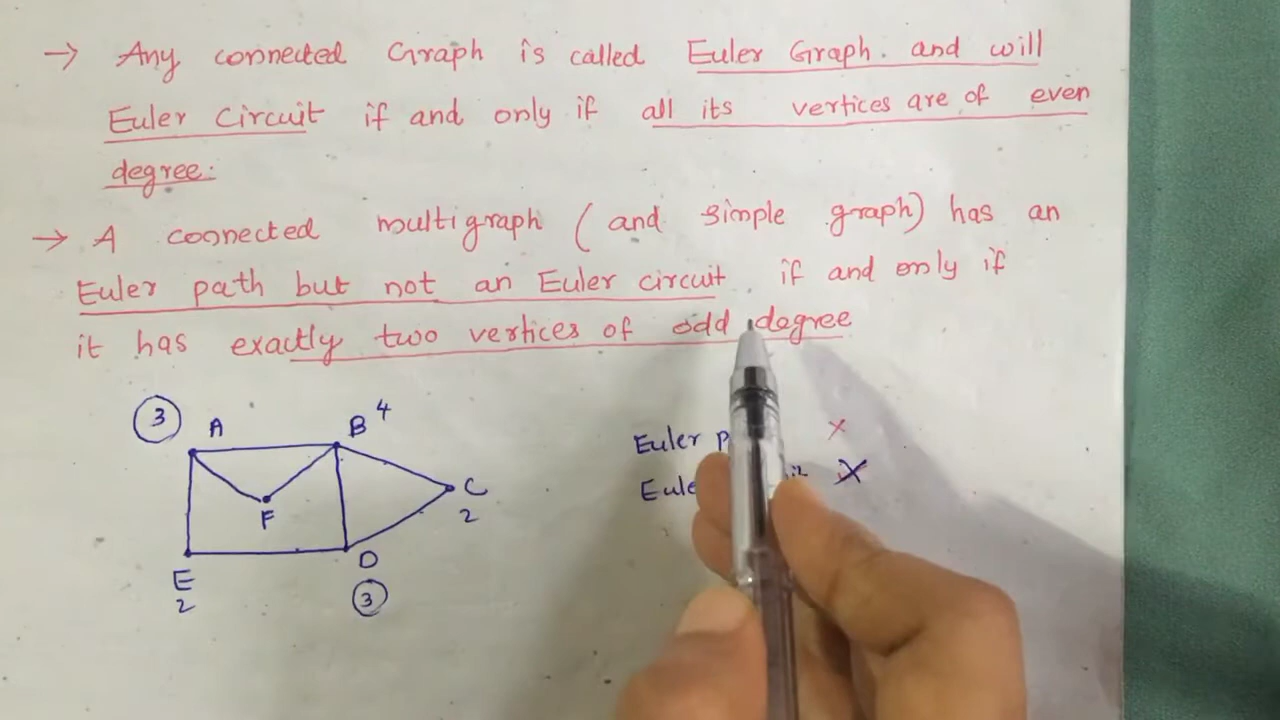 → Any connected Graph is called Euler Graph. and will
Euler Circuit if and only if all its vertices are of even
degree.
→ A connected multigraph (and simple graph) has an
Euler path but not an Euler circuit if and only if
it has exactly two vertices of odd degree
3 A B 4
F
C
2
E D
2 3
Euler x
x